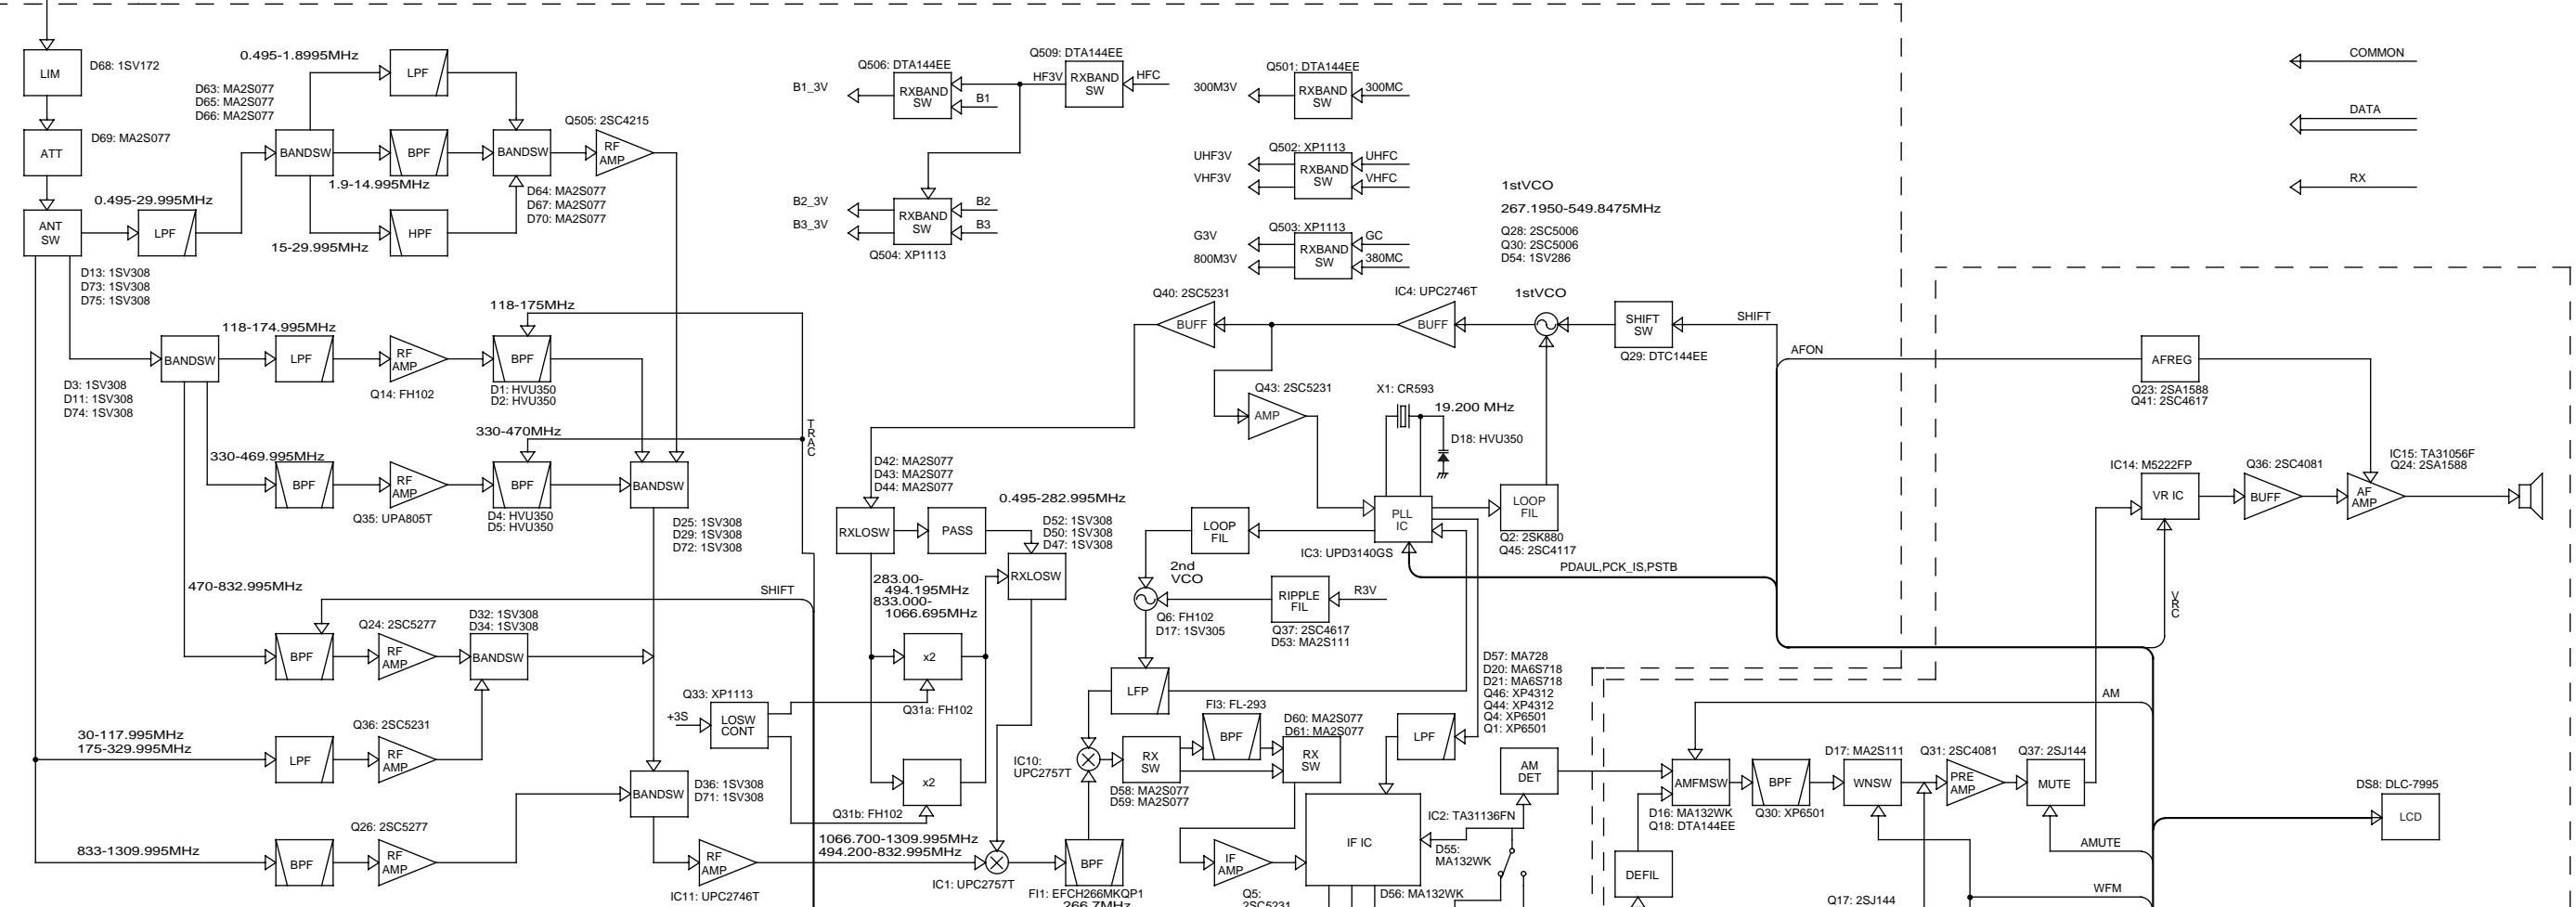 LIM
D68: 1SV172
ATT
D69: MA2S077
ANT
SW
0.495-29.995MHz
LPF
D13: 1SV308
D73: 1SV308
D75: 1SV308
0.495-1.8995MHz
D63: MA2S077
D65: MA2S077
D66: MA2S077
BANDSW
LPF
BPF
1.9-14.995MHz
HPF
15-29.995MHz
BANDSW
D64: MA2S077
D67: MA2S077
D70: MA2S077
Q505: 2SC4215
RF
AMP
Q506: DTA144EE
B1_3V
RXBAND
SW
B1
Q509: DTA144EE
HF3V
RXBAND
SW
HFC
B2_3V
B3_3V
RXBAND
SW
B2
B3
Q504: XP1113
Q501: DTA144EE
300M3V
RXBAND
SW
300MC
Q502: XP1113
UHF3V
VHF3V
RXBAND
SW
UHFC
VHFC
Q503: XP1113
G3V
800M3V
RXBAND
SW
GC
380MC
1stVCO
267.1950-549.8475MHz
Q28: 2SC5006
Q30: 2SC5006
D54: 1SV286
COMMON
DATA
RX
BANDSW
D3: 1SV308
D11: 1SV308
D74: 1SV308
118-174.995MHz
LPF
RF
AMP
Q14: FH102
118-175MHz
BPF
D1: HVU350
D2: HVU350
330-469.995MHz
BPF
RF
AMP
Q35: UPA805T
330-470MHz
BPF
D4: HVU350
D5: HVU350
BANDSW
D25: 1SV308
D29: 1SV308
D72: 1SV308
TRAC
470-832.995MHz
SHIFT
BPF
Q24: 2SC5277
RF
AMP
D32: 1SV308
D34: 1SV308
BANDSW
30-117.995MHz
175-329.995MHz
LPF
Q36: 2SC5231
RF
AMP
833-1309.995MHz
BPF
Q26: 2SC5277
RF
AMP
BANDSW
D36: 1SV308
D71: 1SV308
RF
AMP
IC11: UPC2746T
Q33: XP1113
+3S
LOSW
CONT
Q40: 2SC5231
BUFF
IC4: UPC2746T
BUFF
1stVCO
SHIFT
SW
Q29: DTC144EE
SHIFT
Q43: 2SC5231
AMP
X1: CR593
19.200 MHz
D18: HVU350
D42: MA2S077
D43: MA2S077
D44: MA2S077
RXLOSW
PASS
0.495-282.995MHz
D52: 1SV308
D50: 1SV308
D47: 1SV308
RXLOSW
283.00-
494.195MHz
833.000-
1066.695MHz
x2
Q31a: FH102
x2
Q31b: FH102
1066.700-1309.995MHz
494.200-832.995MHz
IC1: UPC2757T
BPF
FI1: EFCH266MKQP1
266.7MHz
LOOP
FIL
PLL
IC
IC3: UPD3140GS
LOOP
FIL
Q2: 2SK880
Q45: 2SC4117
2nd
VCO
Q6: FH102
D17: 1SV305
RIPPLE
FIL
R3V
Q37: 2SC4617
D53: MA2S111
PDAUL,PCK_IS,PSTB
LFP
IC10:
UPC2757T
RX
SW
D58: MA2S077
D59: MA2S077
FI3: FL-293
BPF
D60: MA2S077
D61: MA2S077
RX
SW
LPF
D57: MA728
D20: MA6S718
D21: MA6S718
Q46: XP4312
Q44: XP4312
Q4: XP6501
Q1: XP6501
AM
DET
IF IC
IC2: TA31136FN
D55:
MA132WK
D56: MA132WK
IF
AMP
Q5:
2SC5231
AFON
AFREG
Q23: 2SA1588
Q41: 2SC4617
IC14: M5222FP
VR IC
Q36: 2SC4081
BUFF
IC15: TA31056F
Q24: 2SA1588
AF
AMP
VRC
AM
AMFMSW
D16: MA132WK
Q18: DTA144EE
BPF
Q30: XP6501
D17: MA2S111
WNSW
Q31: 2SC4081
PRE
AMP
Q37: 2SJ144
MUTE
AMUTE
DEFIL
WFM
Q17: 2SJ144
DS8: DLC-7995
LCD